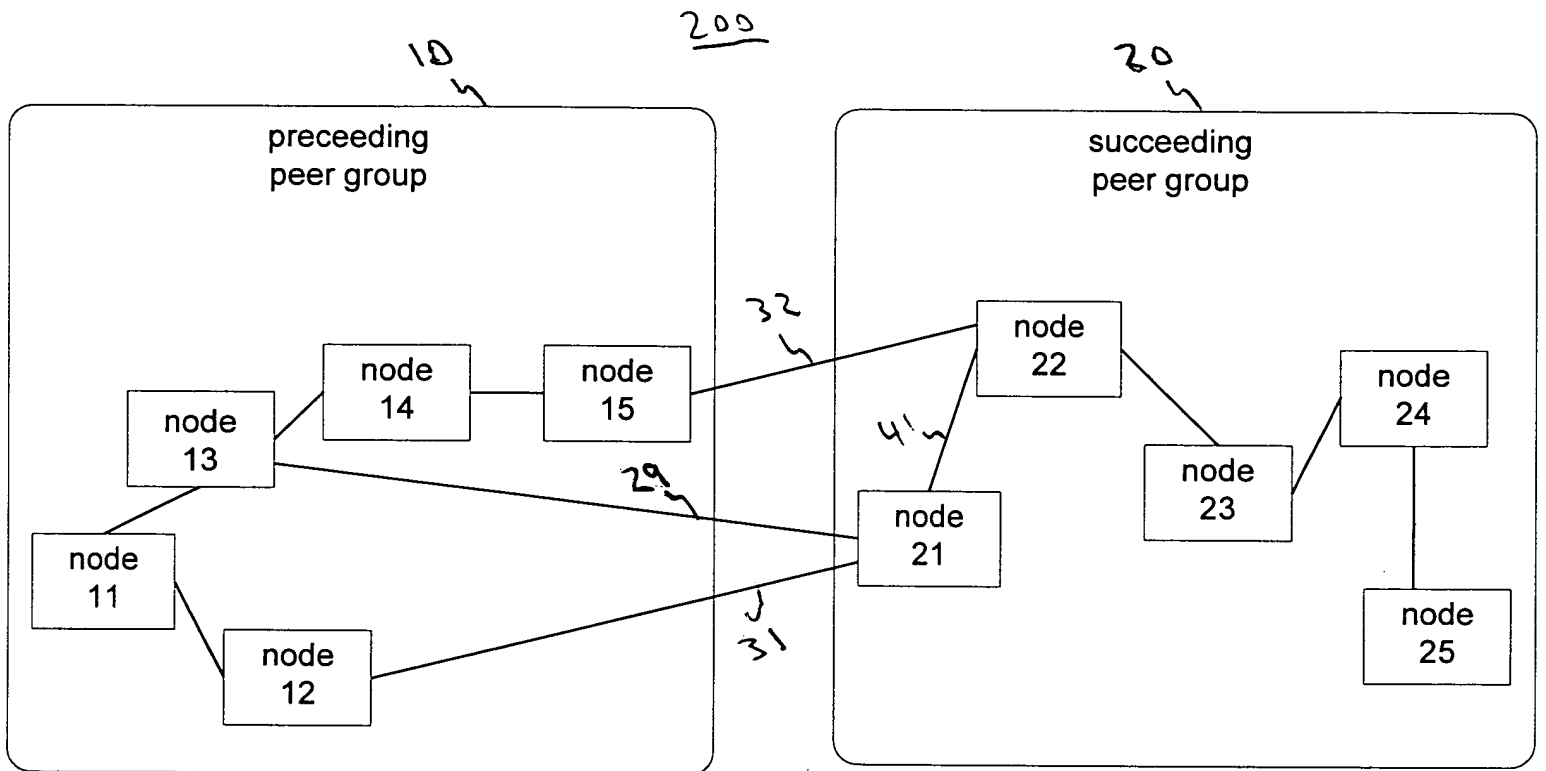 200
10
20
preceeding
peer group
succeeding
peer group
32
node
22
node
14
node
15
node
24
node
13
41
29
node
23
node
21
node
11
31
node
12
node
25